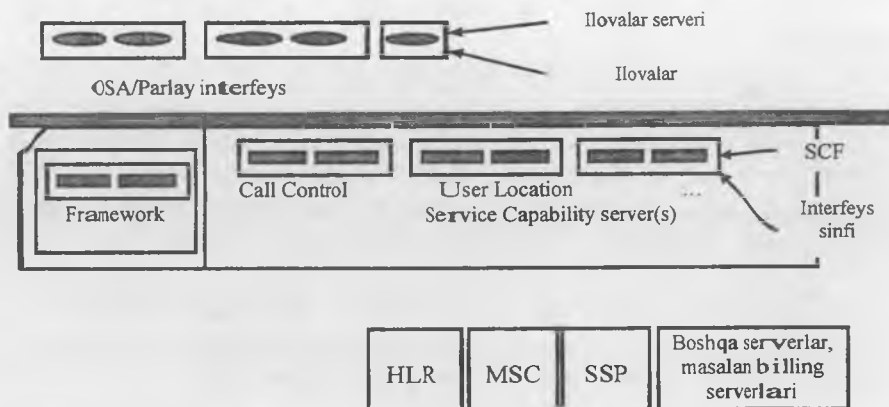 Ilovalar serveri
Ilovalar
OSA/Parlay interfeys
SCF
Call Control
User Location
...
Framework
Service Capability server(s)
Interfeys
sinfi
HLR
MSC
SSP
Boshqa serverlar,
masalan billing
serverlari